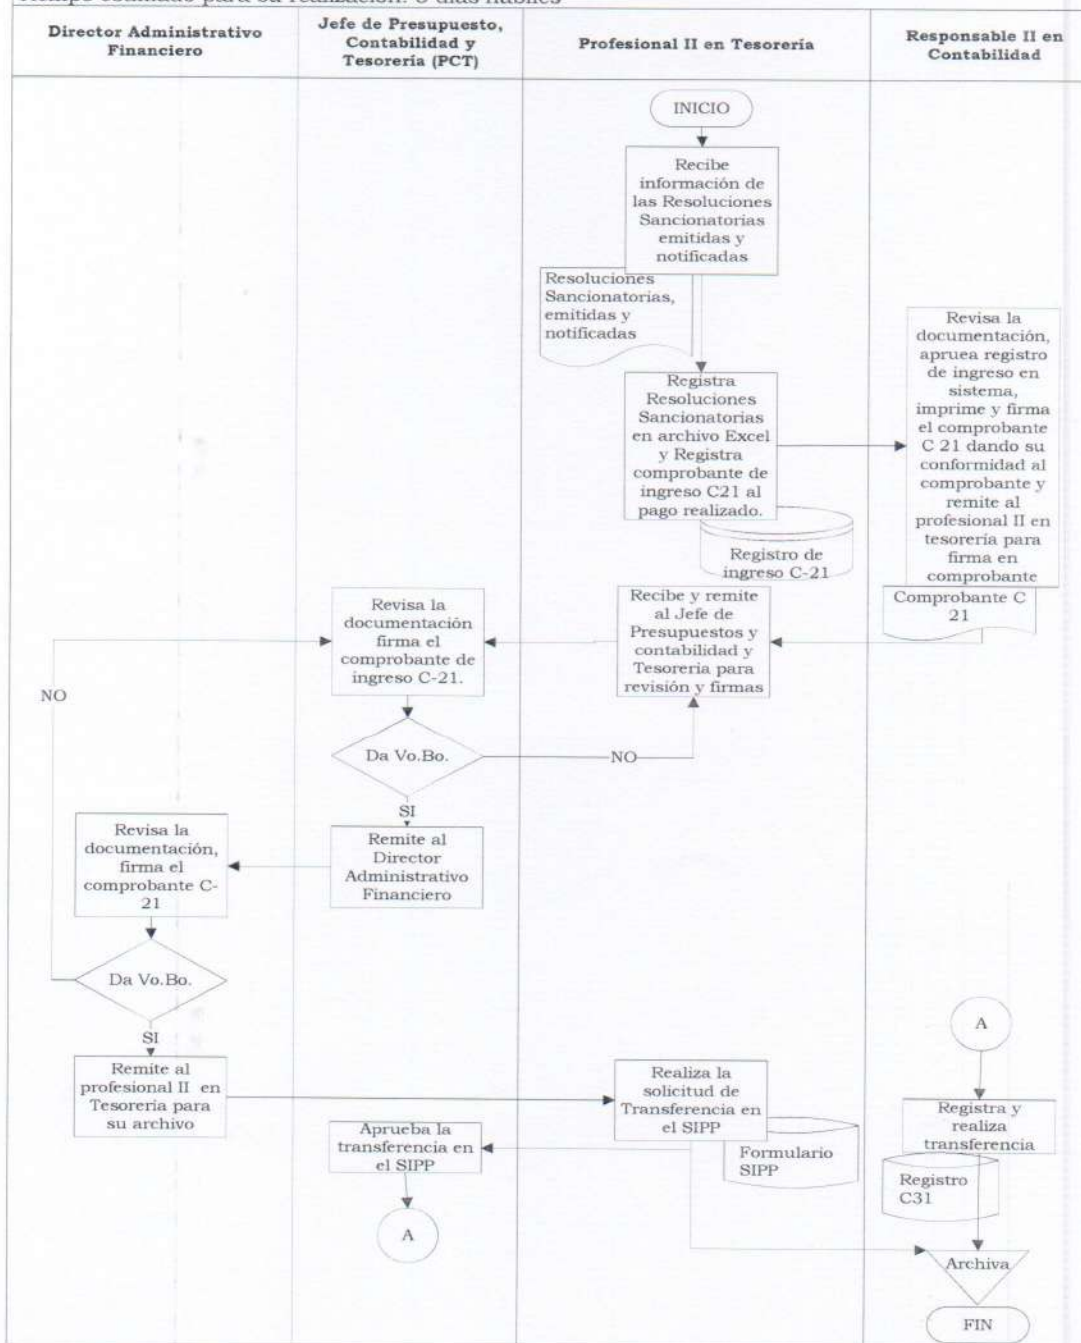 Director Administrativo
Financiero
Jefe de Presupuesto,
Contabilidad y
Tesorería (PCT)
Profesional II en Tesorería
Responsable II en
Contabilidad
INICIO
Recibe
información de
las Resoluciones
Sancionatorias
emitidas y
notificadas
Resoluciones
Sancionatorias,
emitidas y
notificadas
Registra
Resoluciones
Sancionatorias
en archivo Excel
y Registra
comprobante de
ingreso C21 al
pago realizado.
Registro de
ingreso C-21
Revisa la
documentación,
apruea registro
de ingreso en
sistema,
imprime y firma
el comprobante
C 21 dando su
conformidad al
comprobante y
remite al
profesional II en
tesorería para
firma en
comprobante
Comprobante C
21
Recibe y remite
al Jefe de
Presupuestos y
contabilidad y
Tesorería para
revisión y firmas
Revisa la
documentación
firma el
comprobante de
ingreso C-21.
NO
Da Vo.Bo.
NO
SI
Remite al
Director
Administrativo
Financiero
Revisa la
documentación,
firma el
comprobante C-
21
Da Vo.Bo.
SI
Remite al
profesional II en
Tesorería para
su archivo
Realiza la
solicitud de
Transferencia en
el SIPP
Formulario
SIPP
Aprueba la
transferencia en
el SIPP
A
A
Registra y
realiza
transferencia
Registro
C31
Archiva
FIN